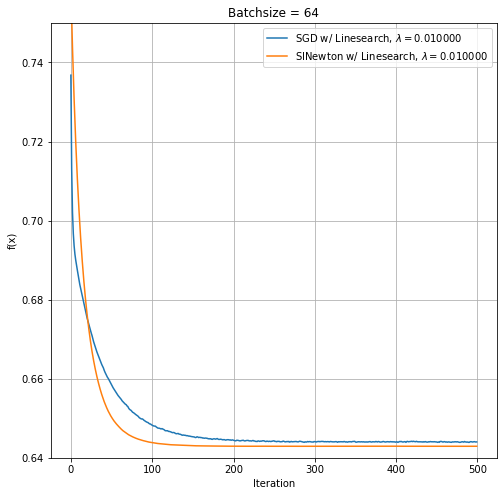 Batchsize = 64
SGD w/ Linesearch, λ = 0.010000
SINewton w/ Linesearch, λ = 0.010000
f(x)
0.74
0.72
0.70
0.68
0.66
0.64
0 100 200 300 400 500
Iteration